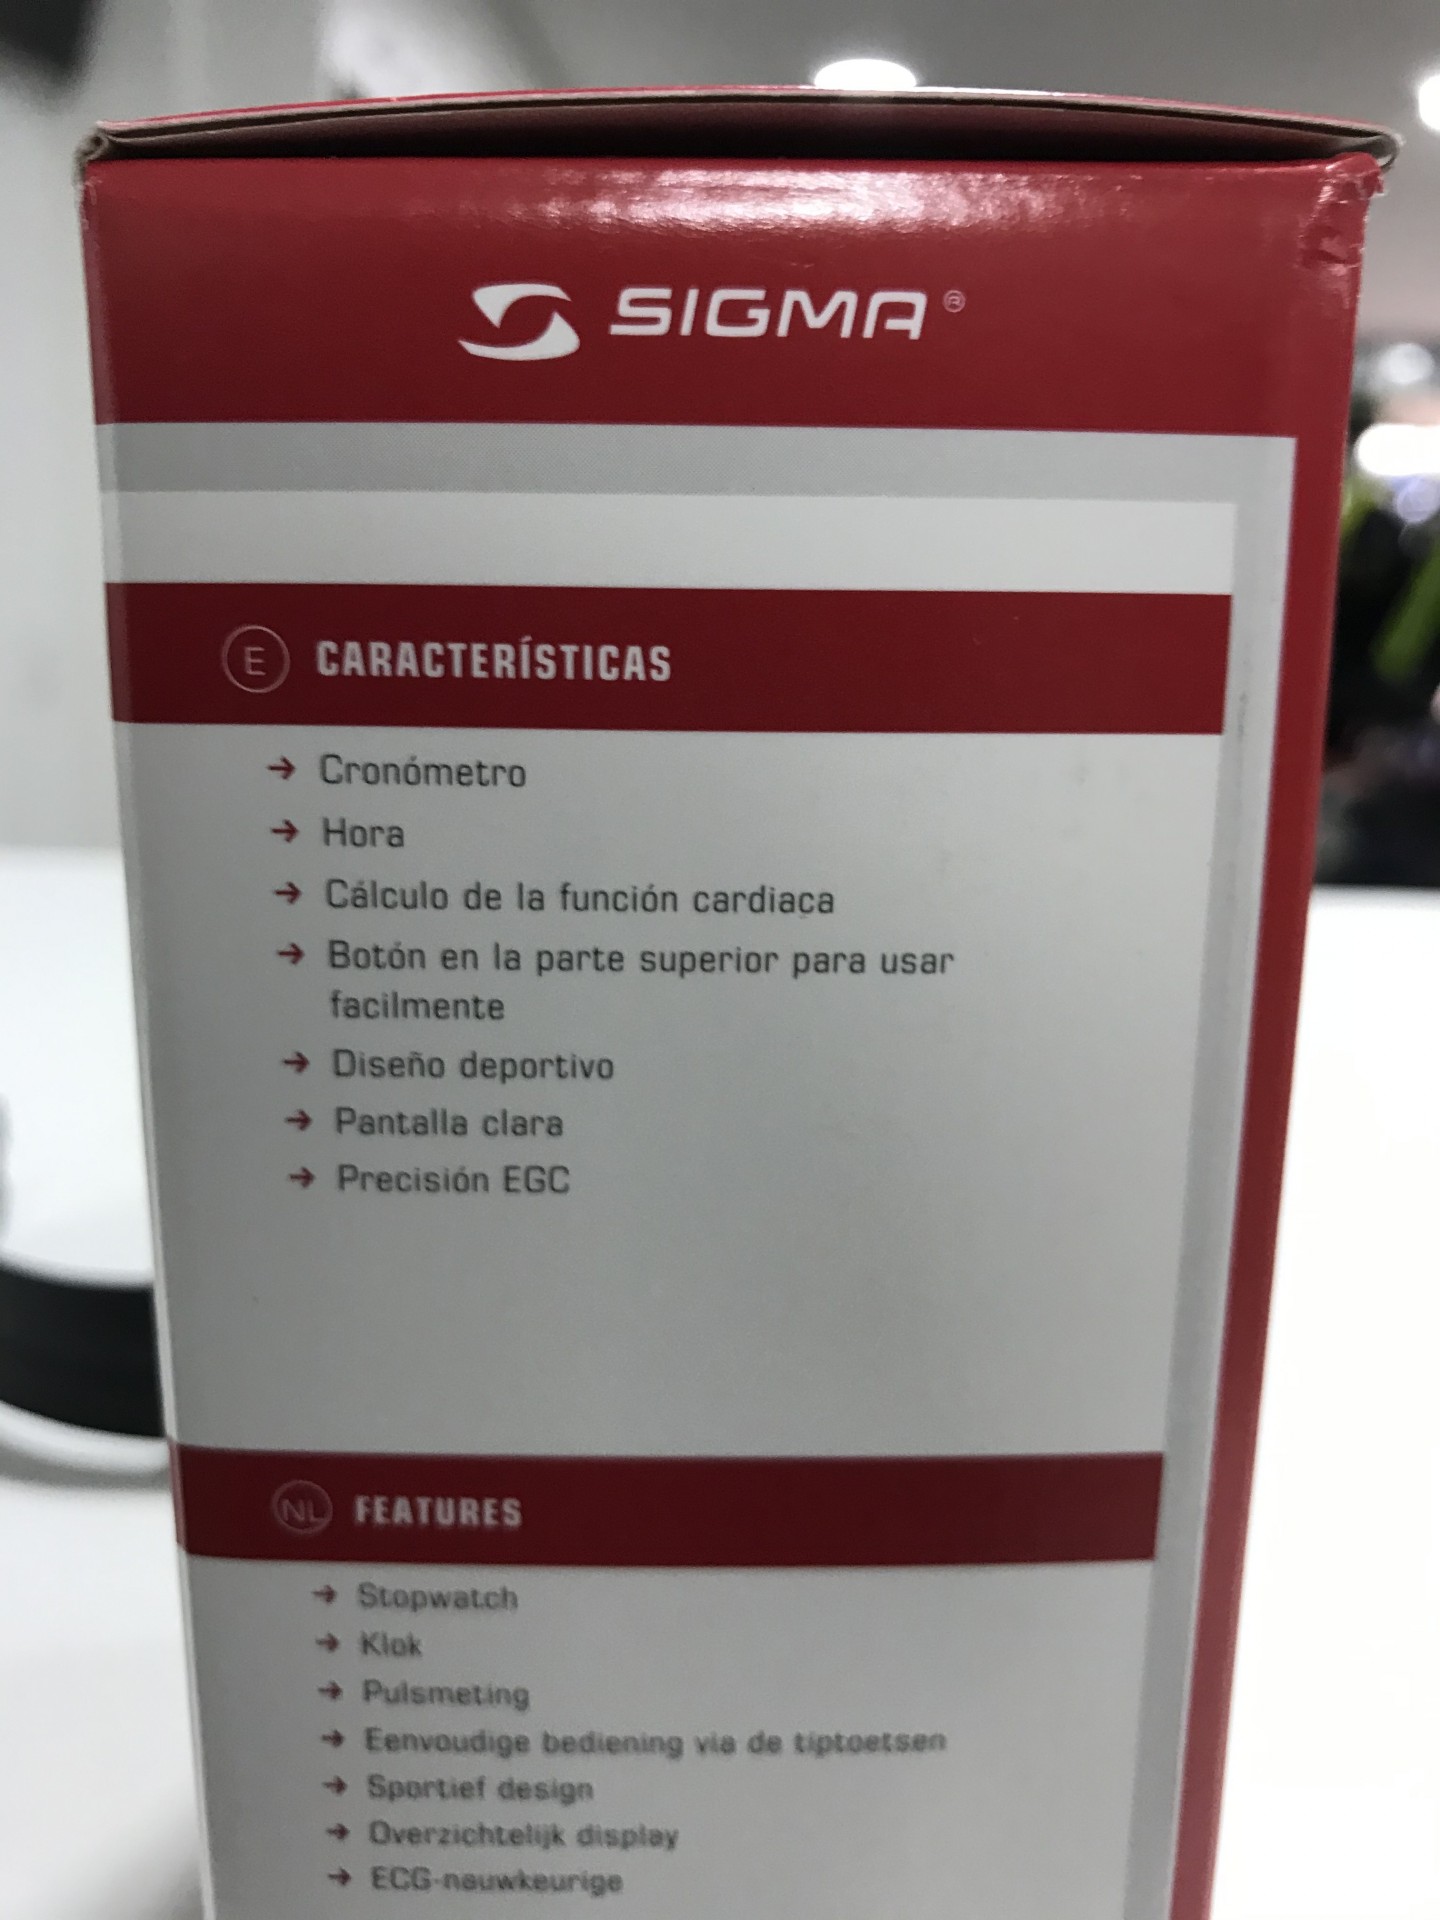 SIGMA®
E CARACTERÍSTICAS
→ Cronómetro
→ Hora
→ Cálculo de la función cardiaça
→ Botón en la parte superior para usar
facilmente
→ Diseño deportivo
→ Pantalla clara
→ Precisión EGC
NL FEATURES
→ Stopwatch
→ Klok
→ Pulsmeting
→ Eenvoudige bediening via de tiptoetsen
→ Sportief design
→ Overzichtelijk display
→ ECG-nauwkeurige